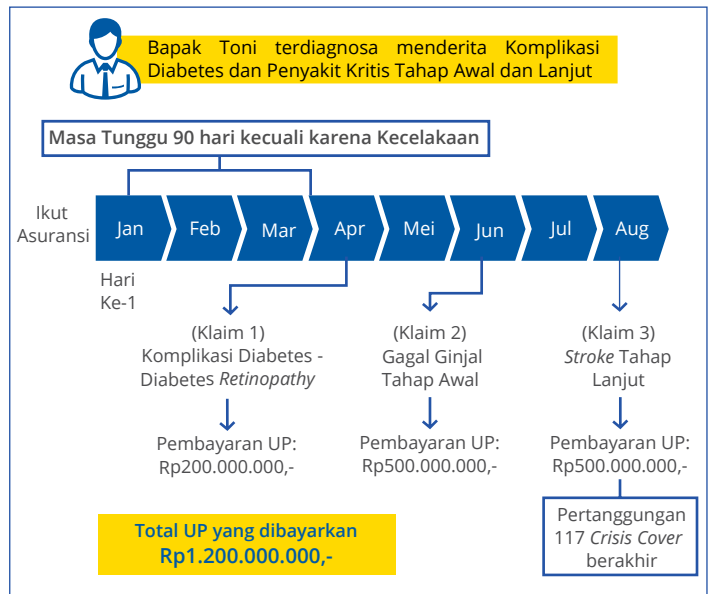 Bapak Toni terdiagnosa menderita Komplikasi
Diabetes dan Penyakit Kritis Tahap Awal dan Lanjut
Masa Tunggu 90 hari kecuali karena Kecelakaan
Ikut
Asuransi
Jan
Feb
Mar
Apr
Mei
Jun
Jul
Aug
Hari
Ke-1
(Klaim 1)
Komplikasi Diabetes -
Diabetes Retinopathy
Pembayaran UP:
Rp200.000.000,-
(Klaim 2)
Gagal Ginjal
Tahap Awal
Pembayaran UP:
Rp500.000.000,-
(Klaim 3)
Stroke Tahap
Lanjut
Pembayaran UP:
Rp500.000.000,-
Pertanggungan
117 Crisis Cover
berakhir
Total UP yang dibayarkan
Rp1.200.000.000,-